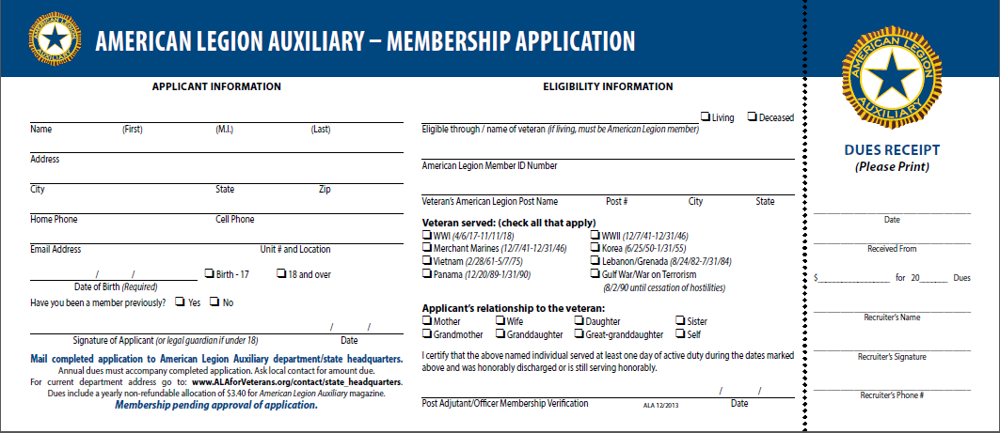 AMERICAN LEGION AUXILIARY
AMERICAN LEGION AUXILIARY – MEMBERSHIP APPLICATION
APPLICANT INFORMATION
Name (First) (M.I.) (Last)
Address
City State Zip
Home Phone Cell Phone
Email Address Unit # and Location
/ / ❏ Birth - 17 ❏ 18 and over
Date of Birth (Required)
Have you been a member previously? ❏ Yes ❏ No
/ /
Signature of Applicant (or legal guardian if under 18) Date
Mail completed application to American Legion Auxiliary department/state headquarters.
Annual dues must accompany completed application. Ask local contact for amount due.
For current department address go to: www.ALAforVeterans.org/contact/state_headquarters.
Dues include a yearly non-refundable allocation of $3.40 for American Legion Auxiliary magazine.
Membership pending approval of application.
ELIGIBILITY INFORMATION
❏ Living ❏ Deceased
Eligible through / name of veteran (if living, must be American Legion member)
American Legion Member ID Number
Veteran's American Legion Post Name Post # City State
Veteran served: (check all that apply)
❏ WWI (4/6/17-11/11/18) ❏ WWII (12/7/41-12/31/46)
❏ Merchant Marines (12/7/41-12/31/46) ❏ Korea (6/25/50-1/31/55)
❏ Vietnam (2/28/61-5/7/75) ❏ Lebanon/Grenada (8/24/82-7/31/84)
❏ Panama (12/20/89-1/31/90) ❏ Gulf War/War on Terrorism
(8/2/90 until cessation of hostilities)
Applicant's relationship to the veteran:
❏ Mother ❏ Wife ❏ Daughter ❏ Sister
❏ Grandmother ❏ Granddaughter ❏ Great-granddaughter ❏ Self
I certify that the above named individual served at least one day of active duty during the dates marked
above and was honorably discharged or is still serving honorably.
/ /
Post Adjutant/Officer Membership Verification ALA 12/2013 Date
AMERICAN LEGION AUXILIARY
DUES RECEIPT
(Please Print)
Date
Received From
$________________ for 20______ Dues
Recruiter's Name
Recruiter's Signature
Recruiter's Phone #